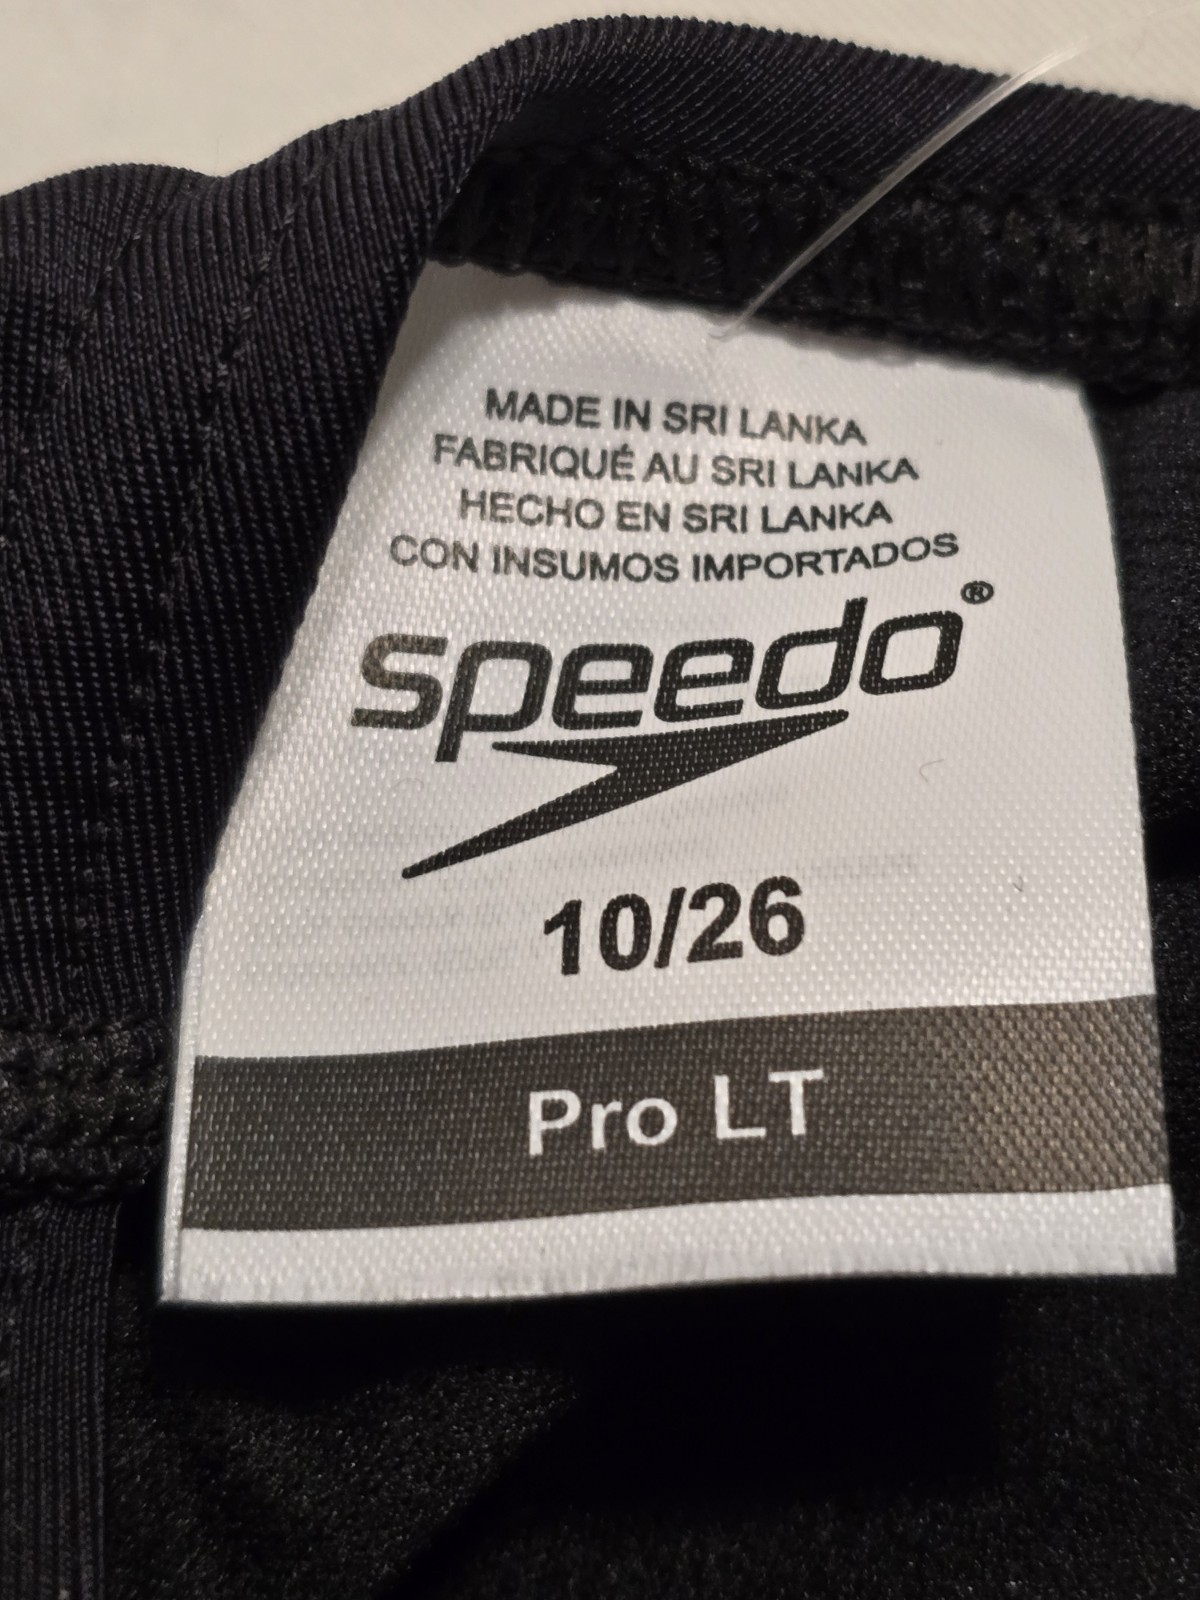 MADE IN SRI LANKA
FABRIQUÉ AU SRI LANKA
HECHO EN SRI LANKA
CON INSUMOS IMPORTADOS
speedo®
10/26
Pro LT